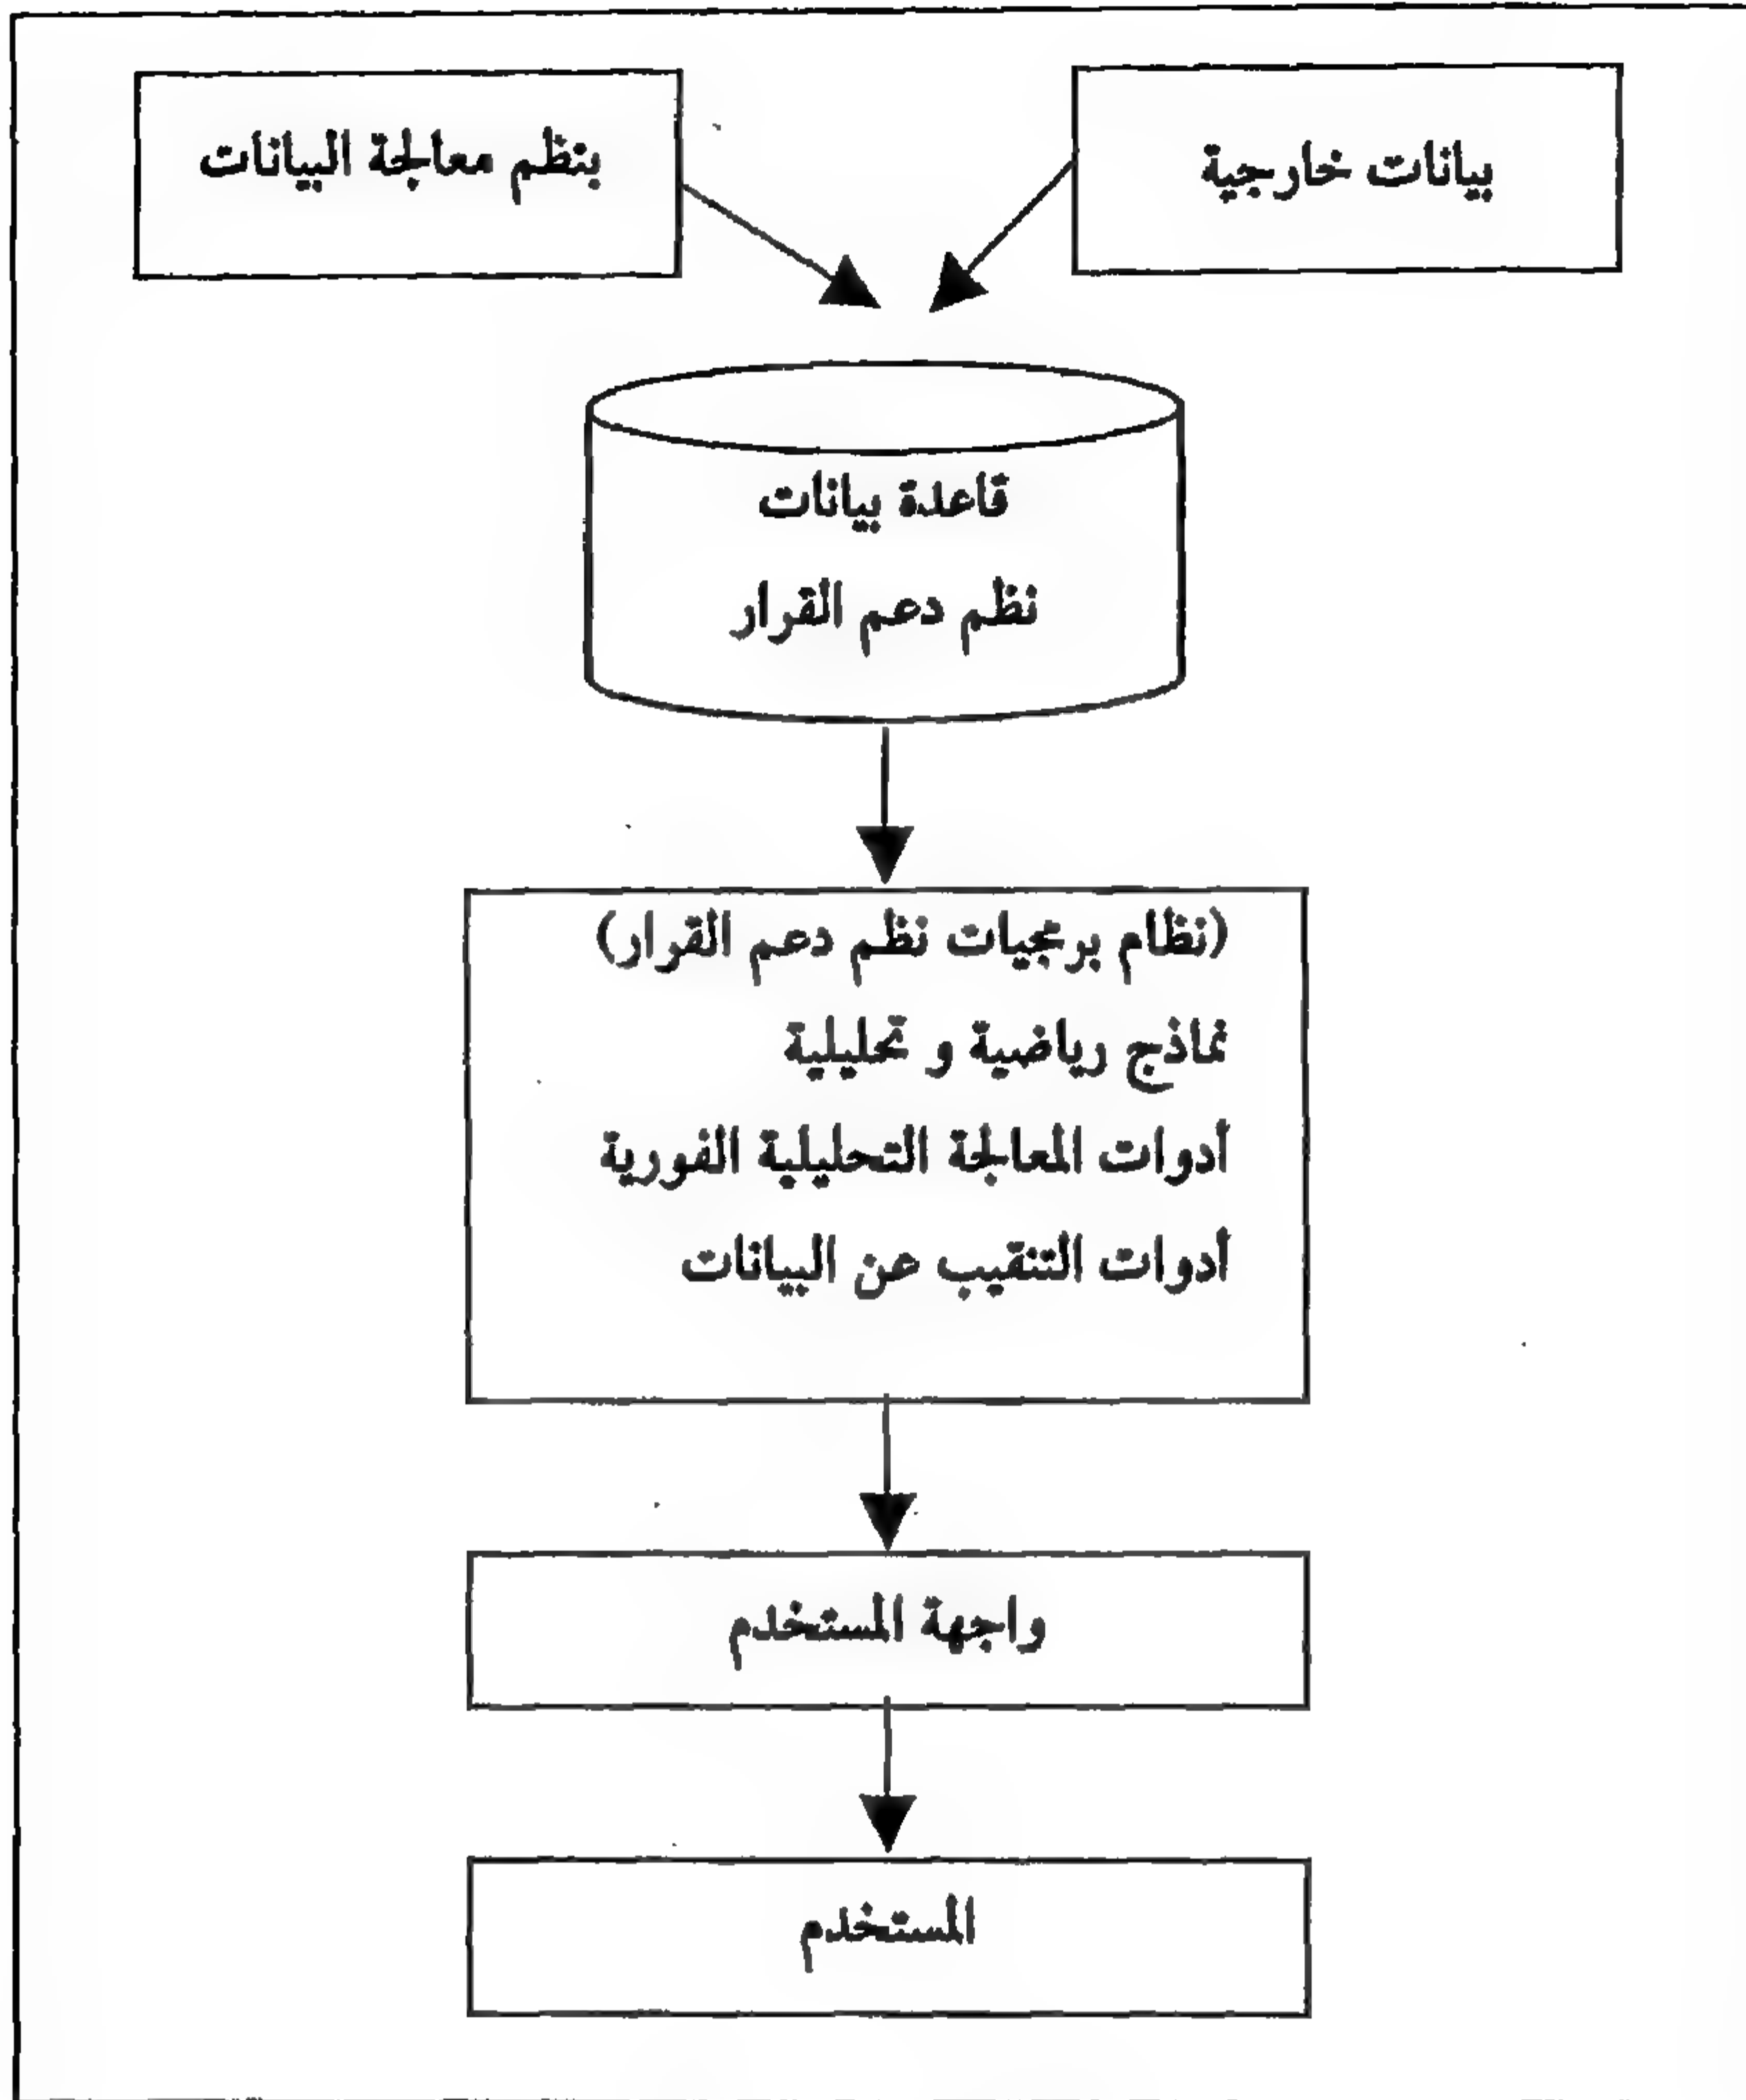 بيانات خارجية
بنظم معالجة البيانات
قاعدة بيانات
نظم دعم القرار
(نظام برمجيات نظم دعم القرار)
نماذج رياضية و تحليلية
أدوات المعالجة التحليلية الفورية
أدوات التنقيب عن البيانات
واجهة المستخدم
المستخدم